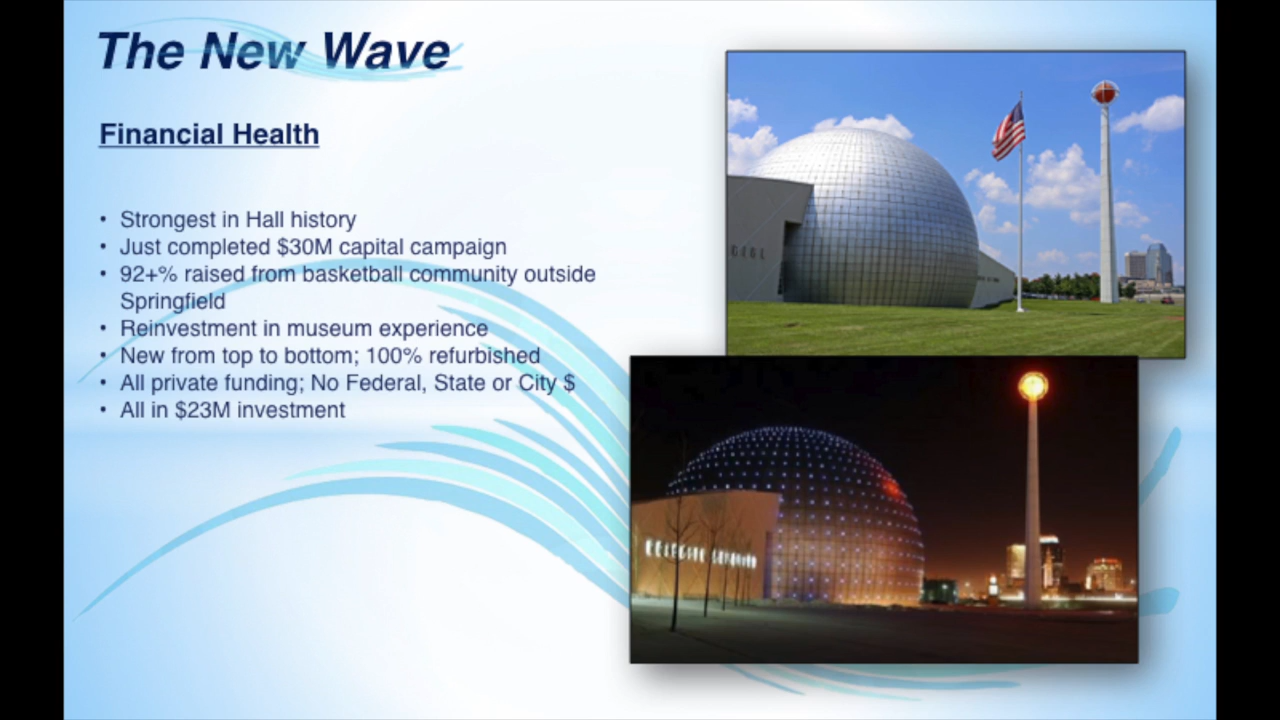 The New Wave
Financial Health
• Strongest in Hall history
• Just completed $30M capital campaign
• 92+% raised from basketball community outside
Springfield
• Reinvestment in museum experience
• New from top to bottom; 100% refurbished
• All private funding; No Federal, State or City $
• All in $23M investment